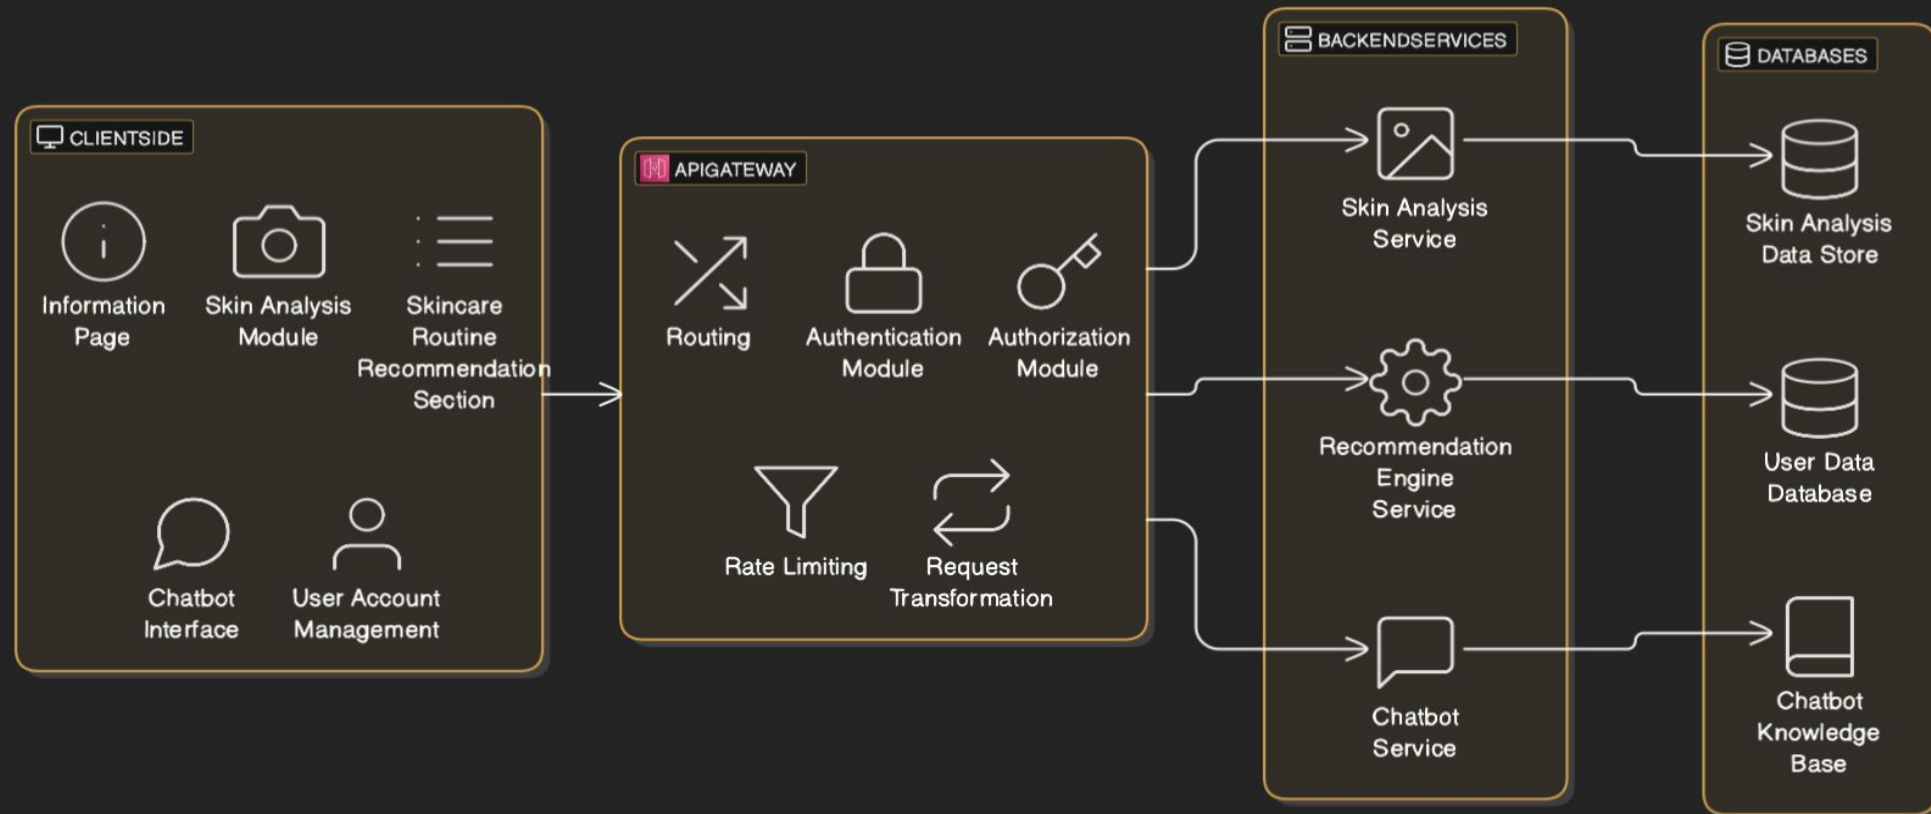 CLIENTSIDE
Information
Page
Skin Analysis
Module
Skincare
Routine
Recommendation
Section
Chatbot
Interface
User Account
Management
APIGATEWAY
Routing
Authentication
Module
Authorization
Module
Rate Limiting
Request
Transformation
BACKENDSERVICES
Skin Analysis
Service
Recommendation
Engine
Service
Chatbot
Service
DATABASES
Skin Analysis
Data Store
User Data
Database
Chatbot
Knowledge
Base